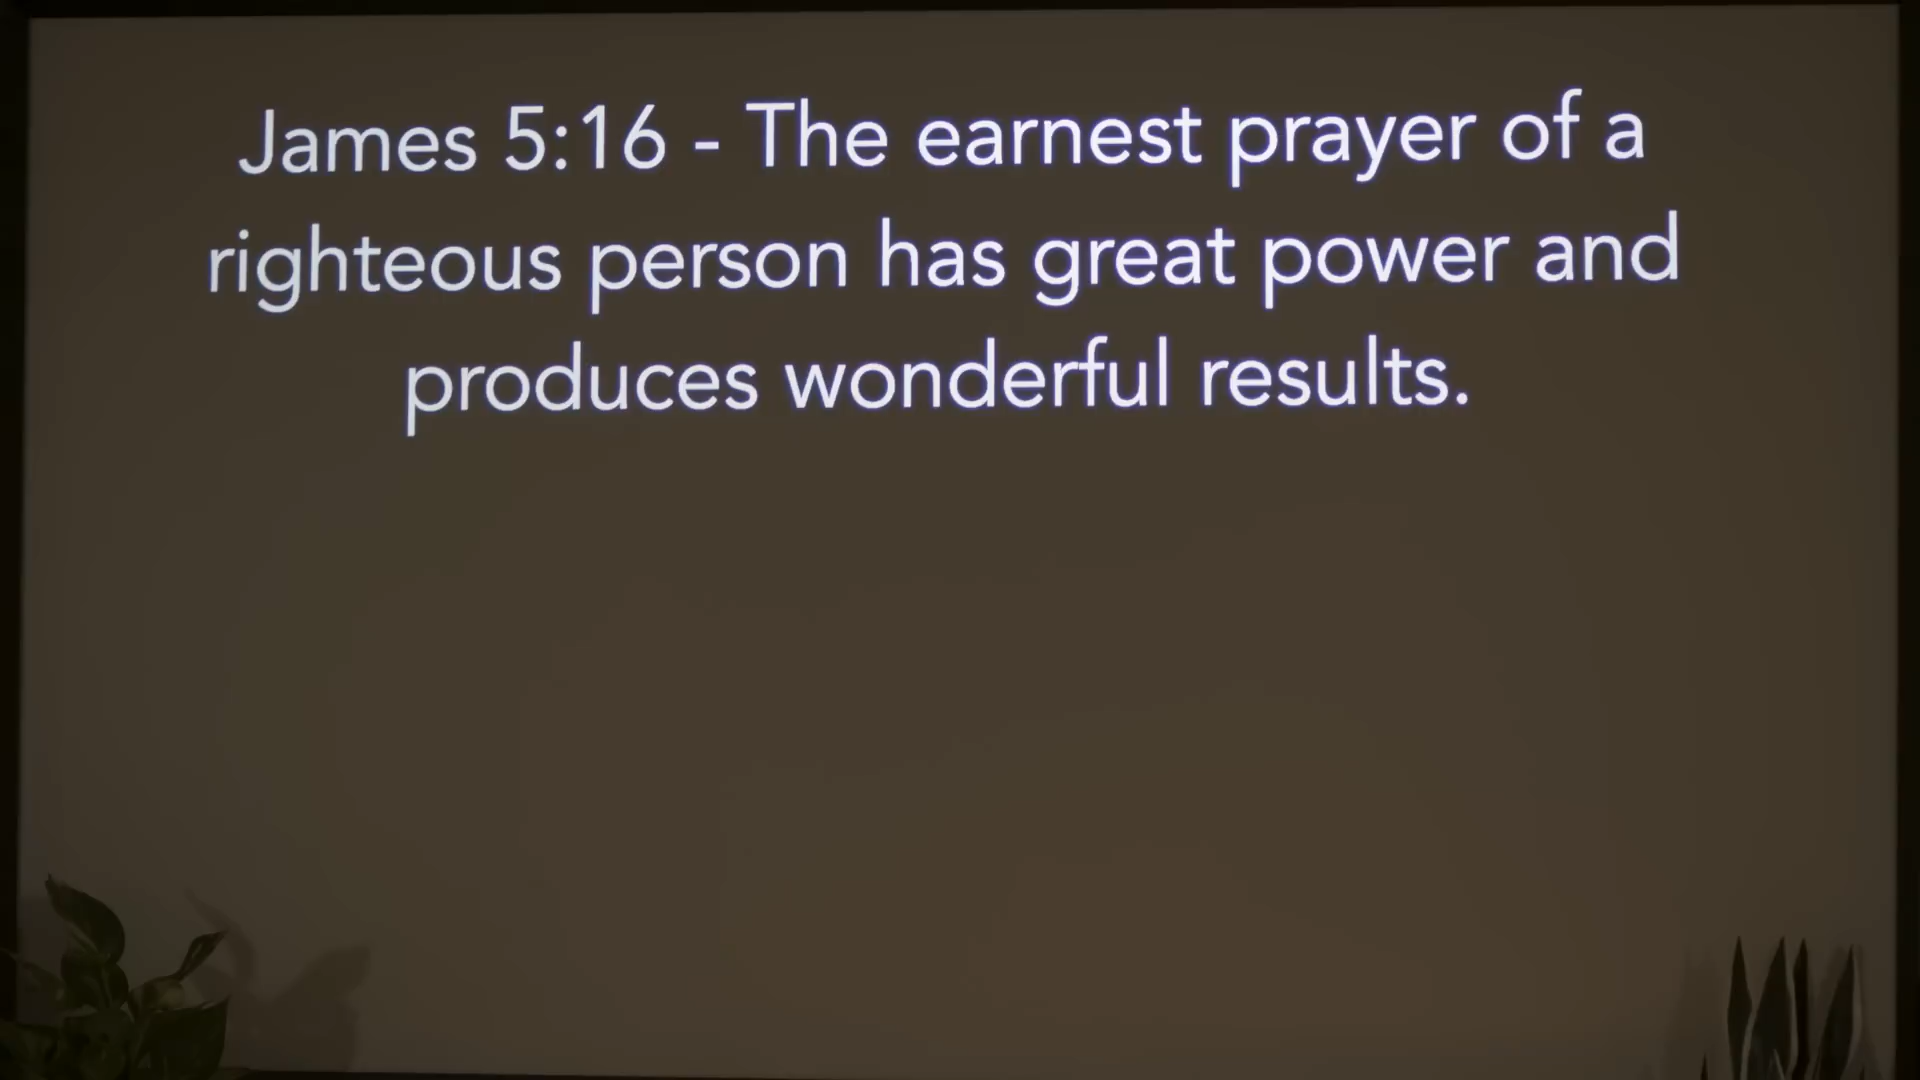 James 5:16 - The earnest prayer of a
righteous person has great power and
produces wonderful results.